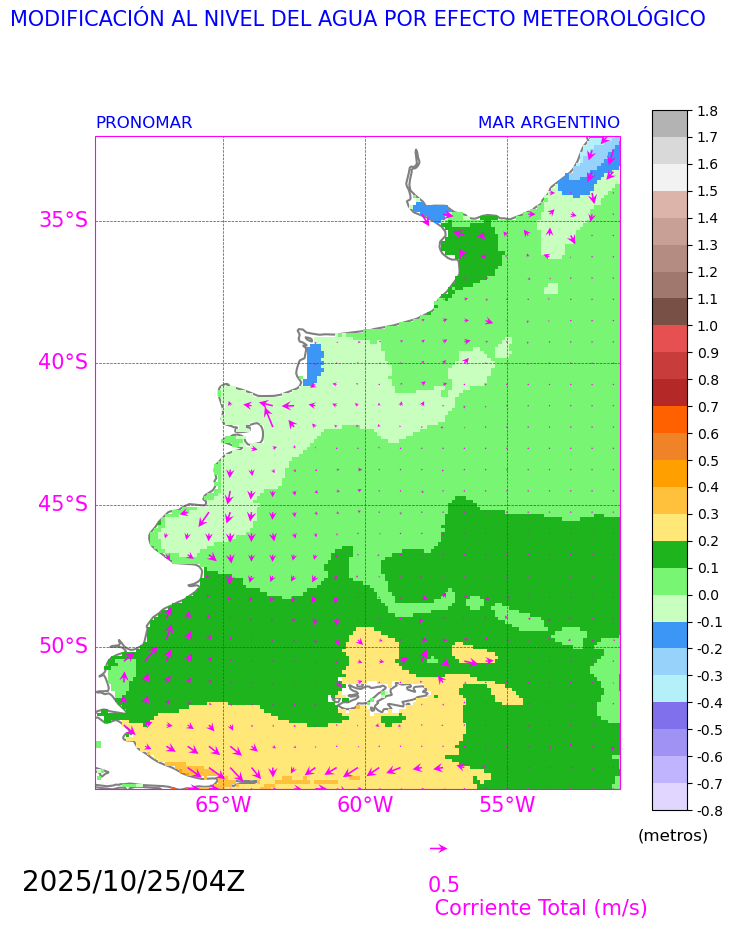 MODIFICACIÓN AL NIVEL DEL AGUA POR EFECTO METEOROLÓGICO
PRONOMAR MAR ARGENTINO
35°S
40°S
45°S
50°S
65°W 60°W 55°W
1.8
1.7
1.6
1.5
1.4
1.3
1.2
1.1
1.0
0.9
0.8
0.7
0.6
0.5
0.4
0.3
0.2
0.1
0.0
-0.1
-0.2
-0.3
-0.4
-0.5
-0.6
-0.7
-0.8
(metros)
2025/10/25/04Z
0.5
Corriente Total (m/s)